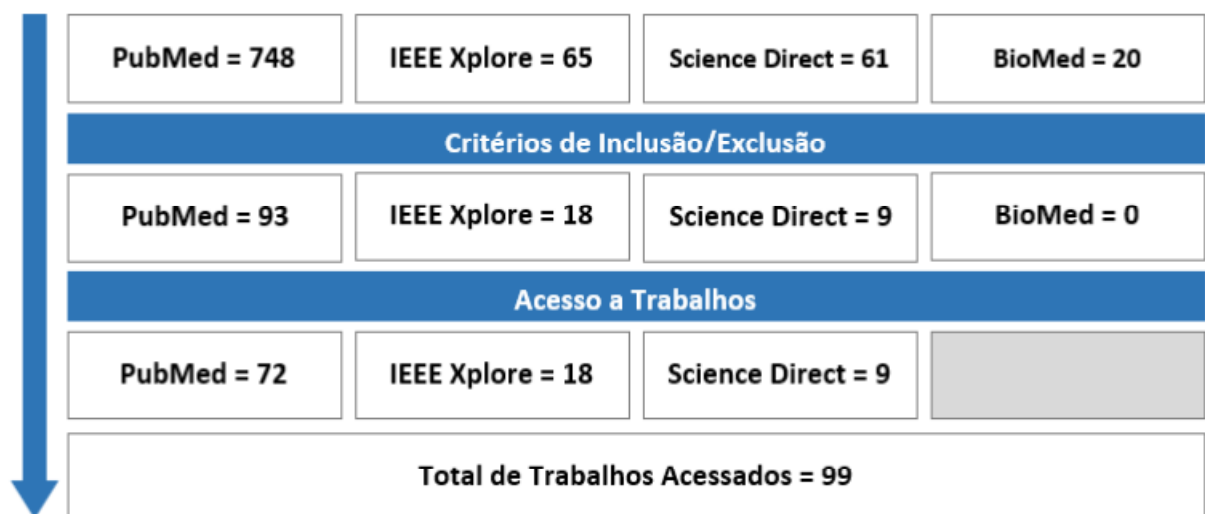 PubMed = 748
IEEE Xplore = 65
Science Direct = 61
BioMed = 20
Critérios de Inclusão/Exclusão
PubMed = 93
IEEE Xplore = 18
Science Direct = 9
BioMed = 0
Acesso a Trabalhos
PubMed = 72
IEEE Xplore = 18
Science Direct = 9
Total de Trabalhos Acessados = 99